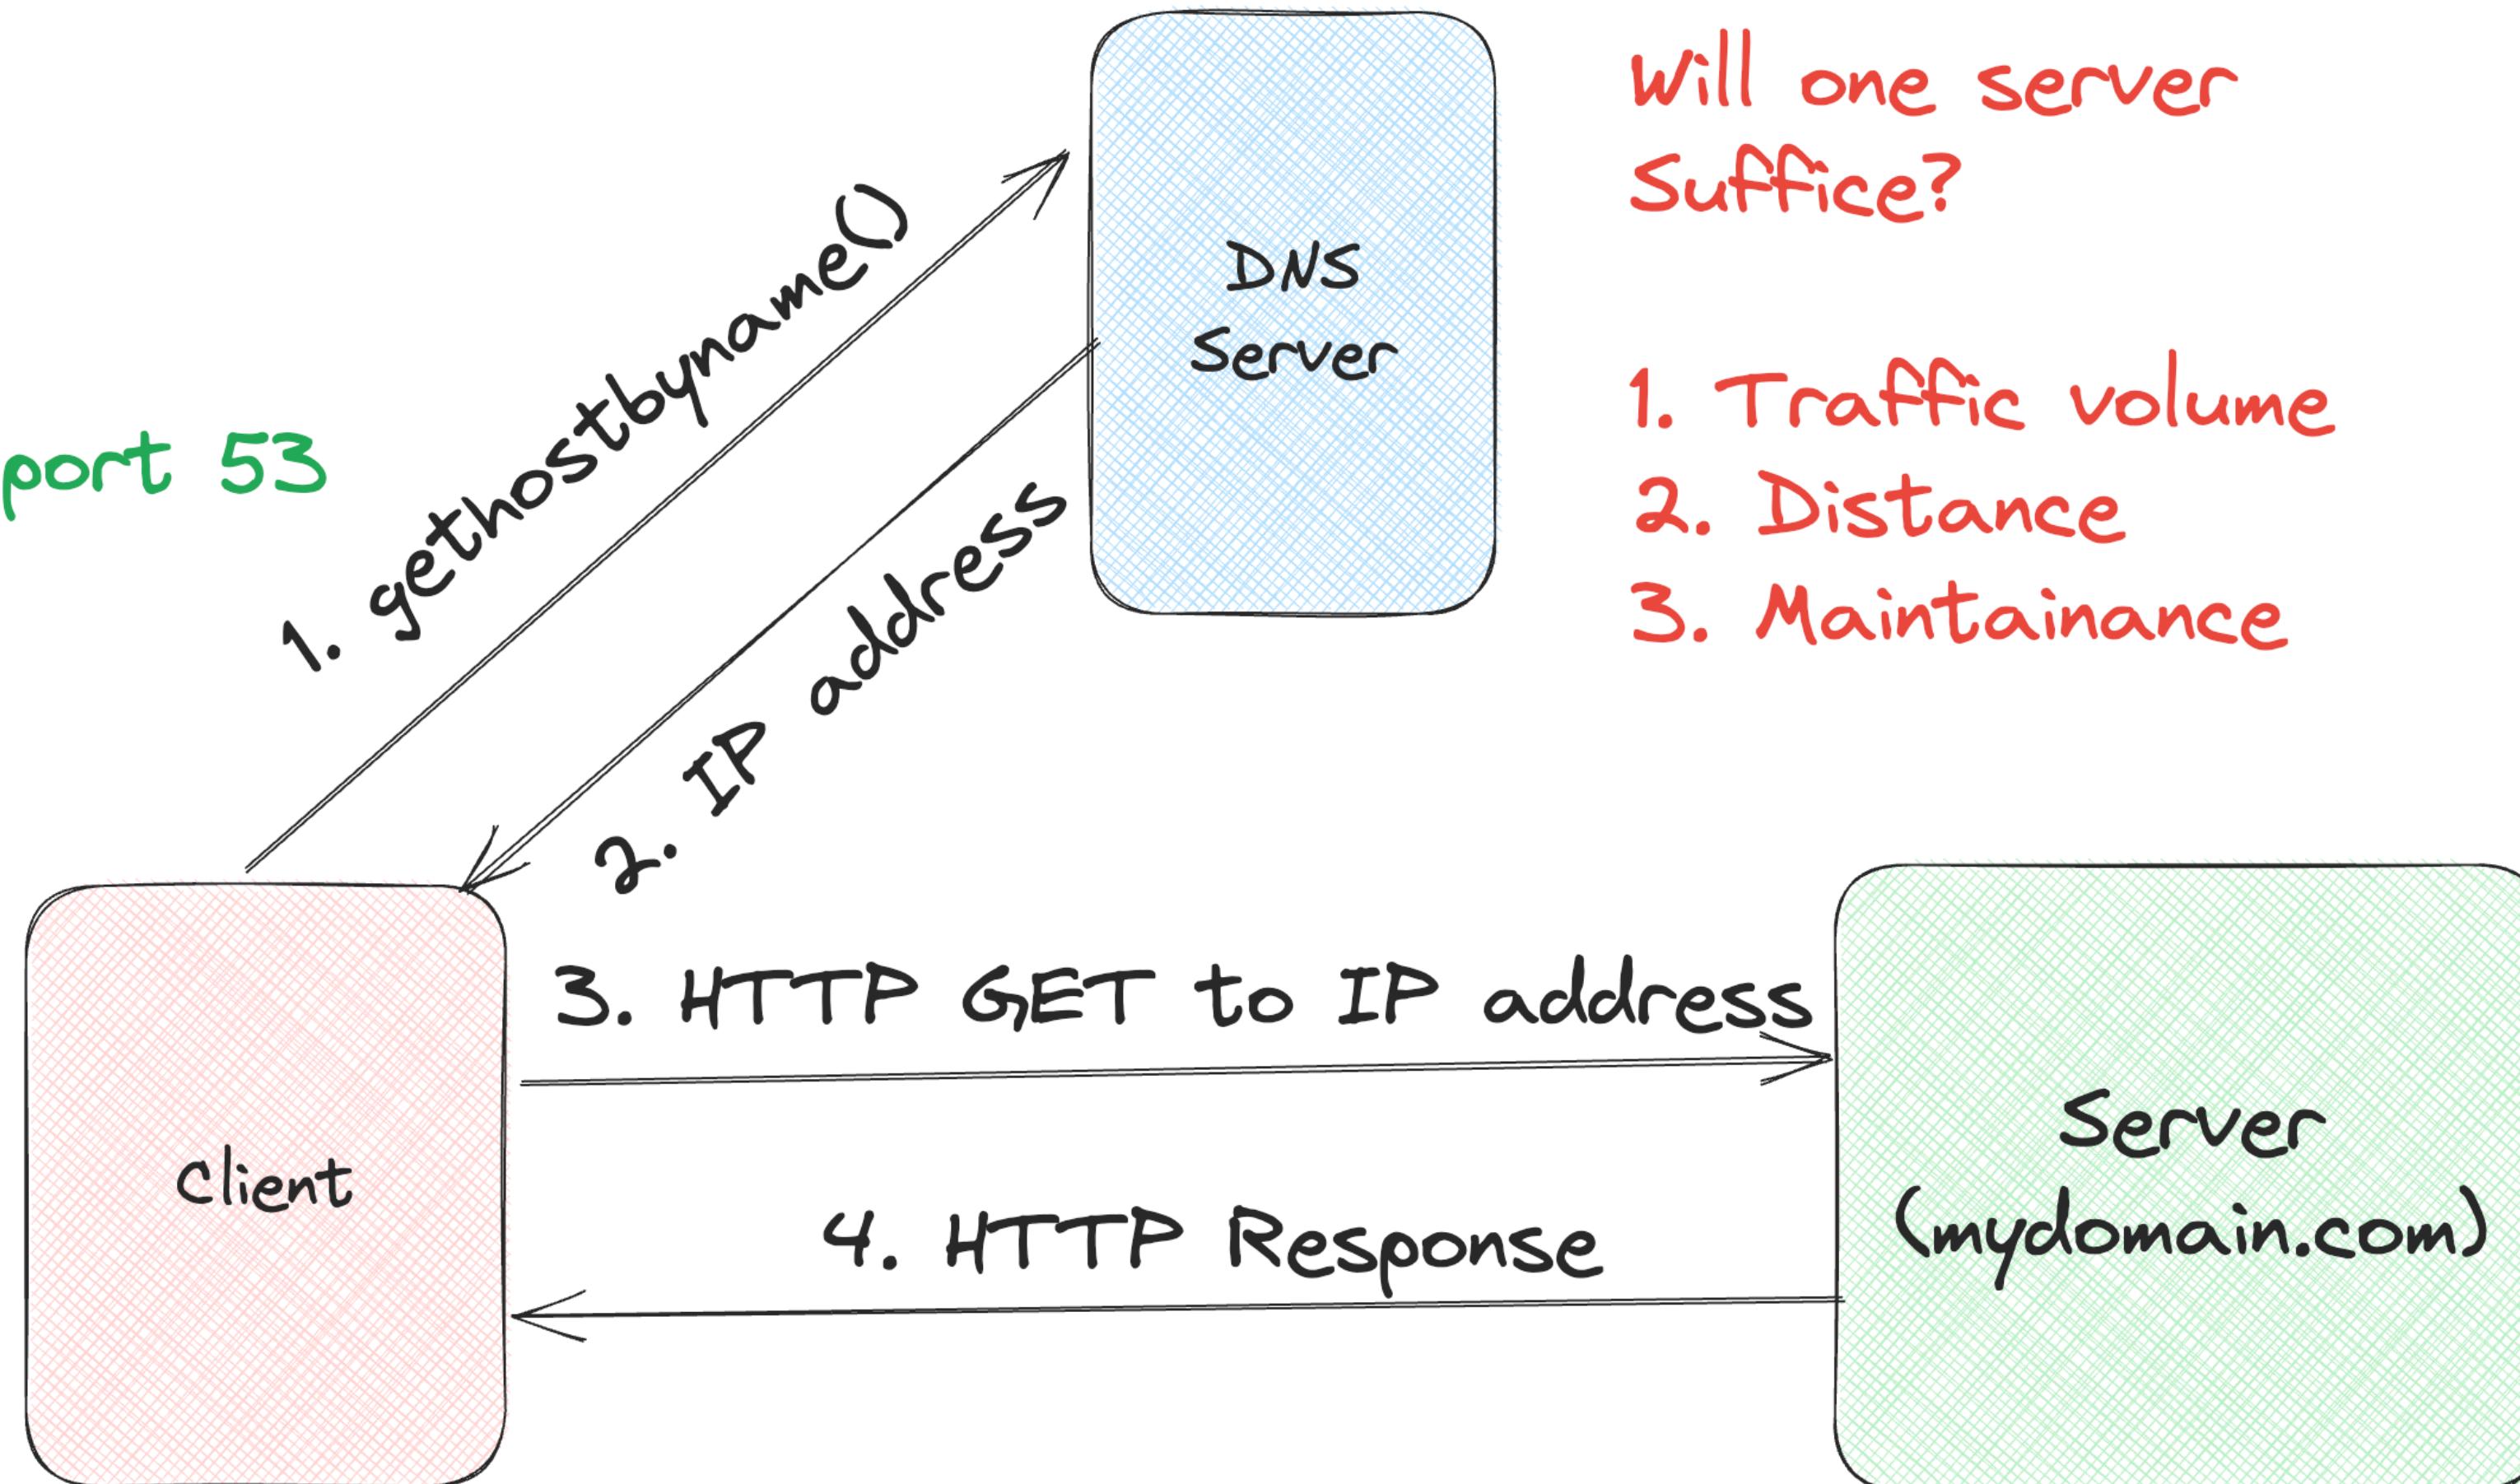 Will one server
Suffice?
DNS
Server
1. Traffic volume
2. Distance
3. Maintainance
port 53
1. gethostbyname()
2. IP address
3. HTTP GET to IP address
Client
Server
(mydomain.com)
4. HTTP Response